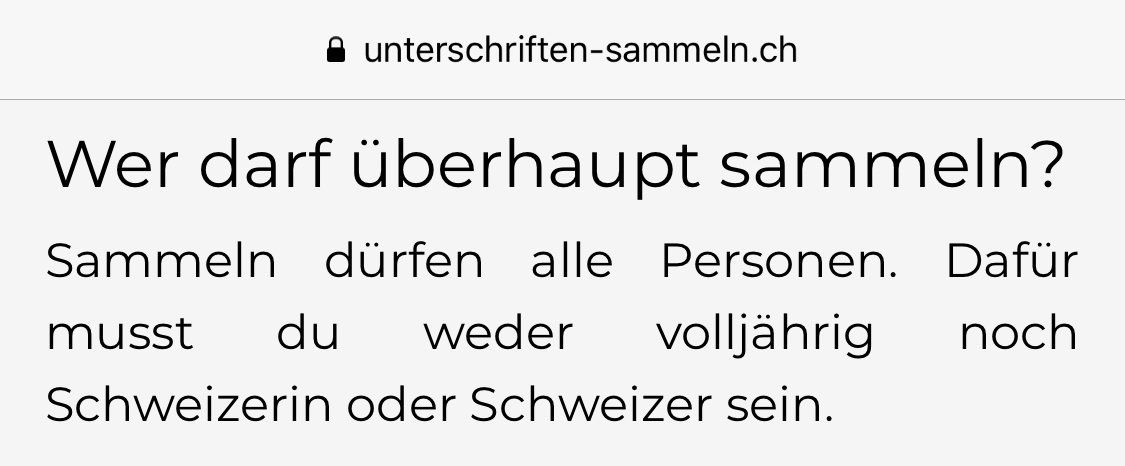 unterschriften-sammeln.ch
Wer darf überhaupt sammeln?
Sammeln dürfen alle Personen. Dafür
musst du weder volljährig noch
Schweizerin oder Schweizer sein.